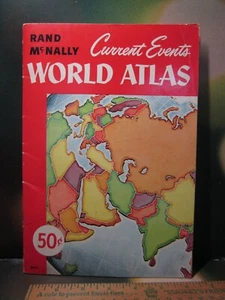 RAND
McNALLY
Current Events
WORLD ATLAS
50¢